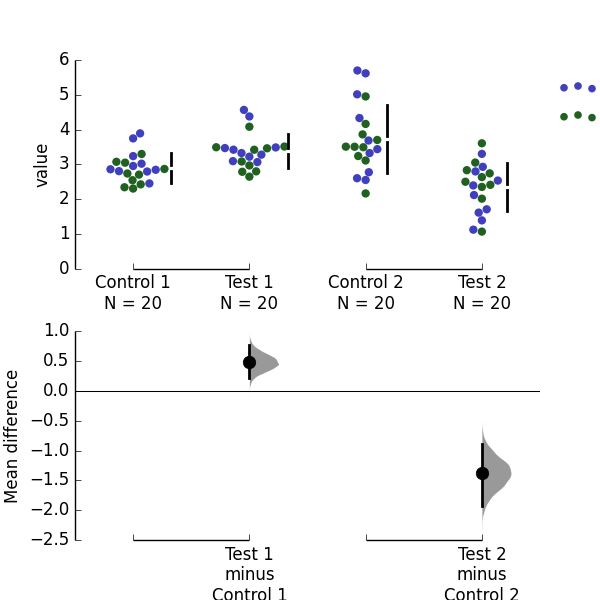 6
5
4
3
2
1
0
value
Control 1
N = 20
Test 1
N = 20
Control 2
N = 20
Test 2
N = 20
1.0
0.5
0.0
−0.5
−1.0
−1.5
−2.0
−2.5
Mean difference
Test 1
minus
Control 1
Test 2
minus
Control 2